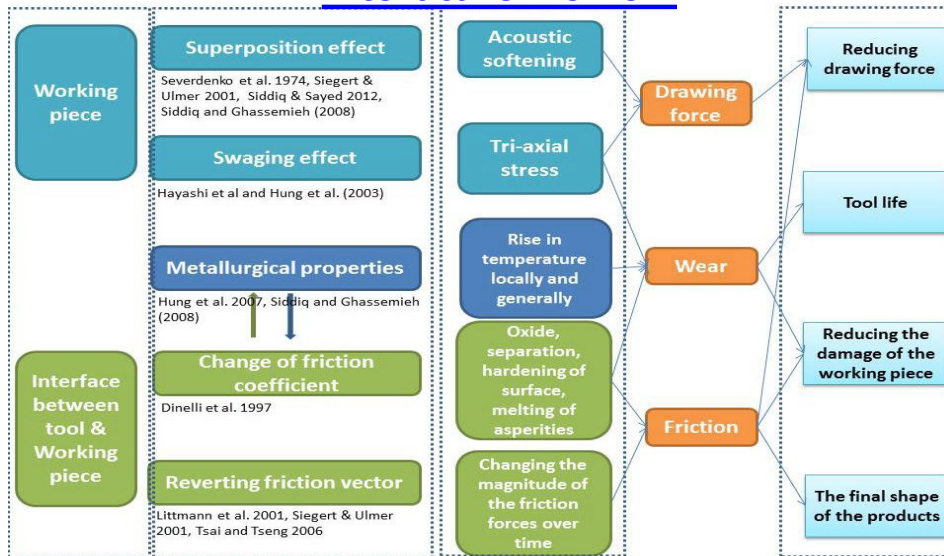 Working
piece
Interface
between
tool &
Working
piece
Superposition effect
Severdenko et al. 1974, Siegert &
Ulmer 2001, Siddiq & Sayed 2012,
Siddiq and Ghassemieh (2008)
Swaging effect
Hayashi et al and Hung et al. (2003)
Metallurgical properties
Hung et al. 2007, Siddiq and Ghassemieh
(2008)
Change of friction
coefficient
Dinelli et al. 1997
Reverting friction vector
Littmann et al. 2001, Siegert & Ulmer
2001, Tsai and Tseng 2006
Acoustic
softening
Tri-axial
stress
Rise in
temperature
locally and
generally
Oxide,
separation,
hardening of
surface,
melting of
asperities
Changing the
magnitude of
the friction
forces over
time
Drawing
force
Wear
Friction
Reducing
drawing force
Tool life
Reducing the
damage of the
working piece
The final shape
of the products